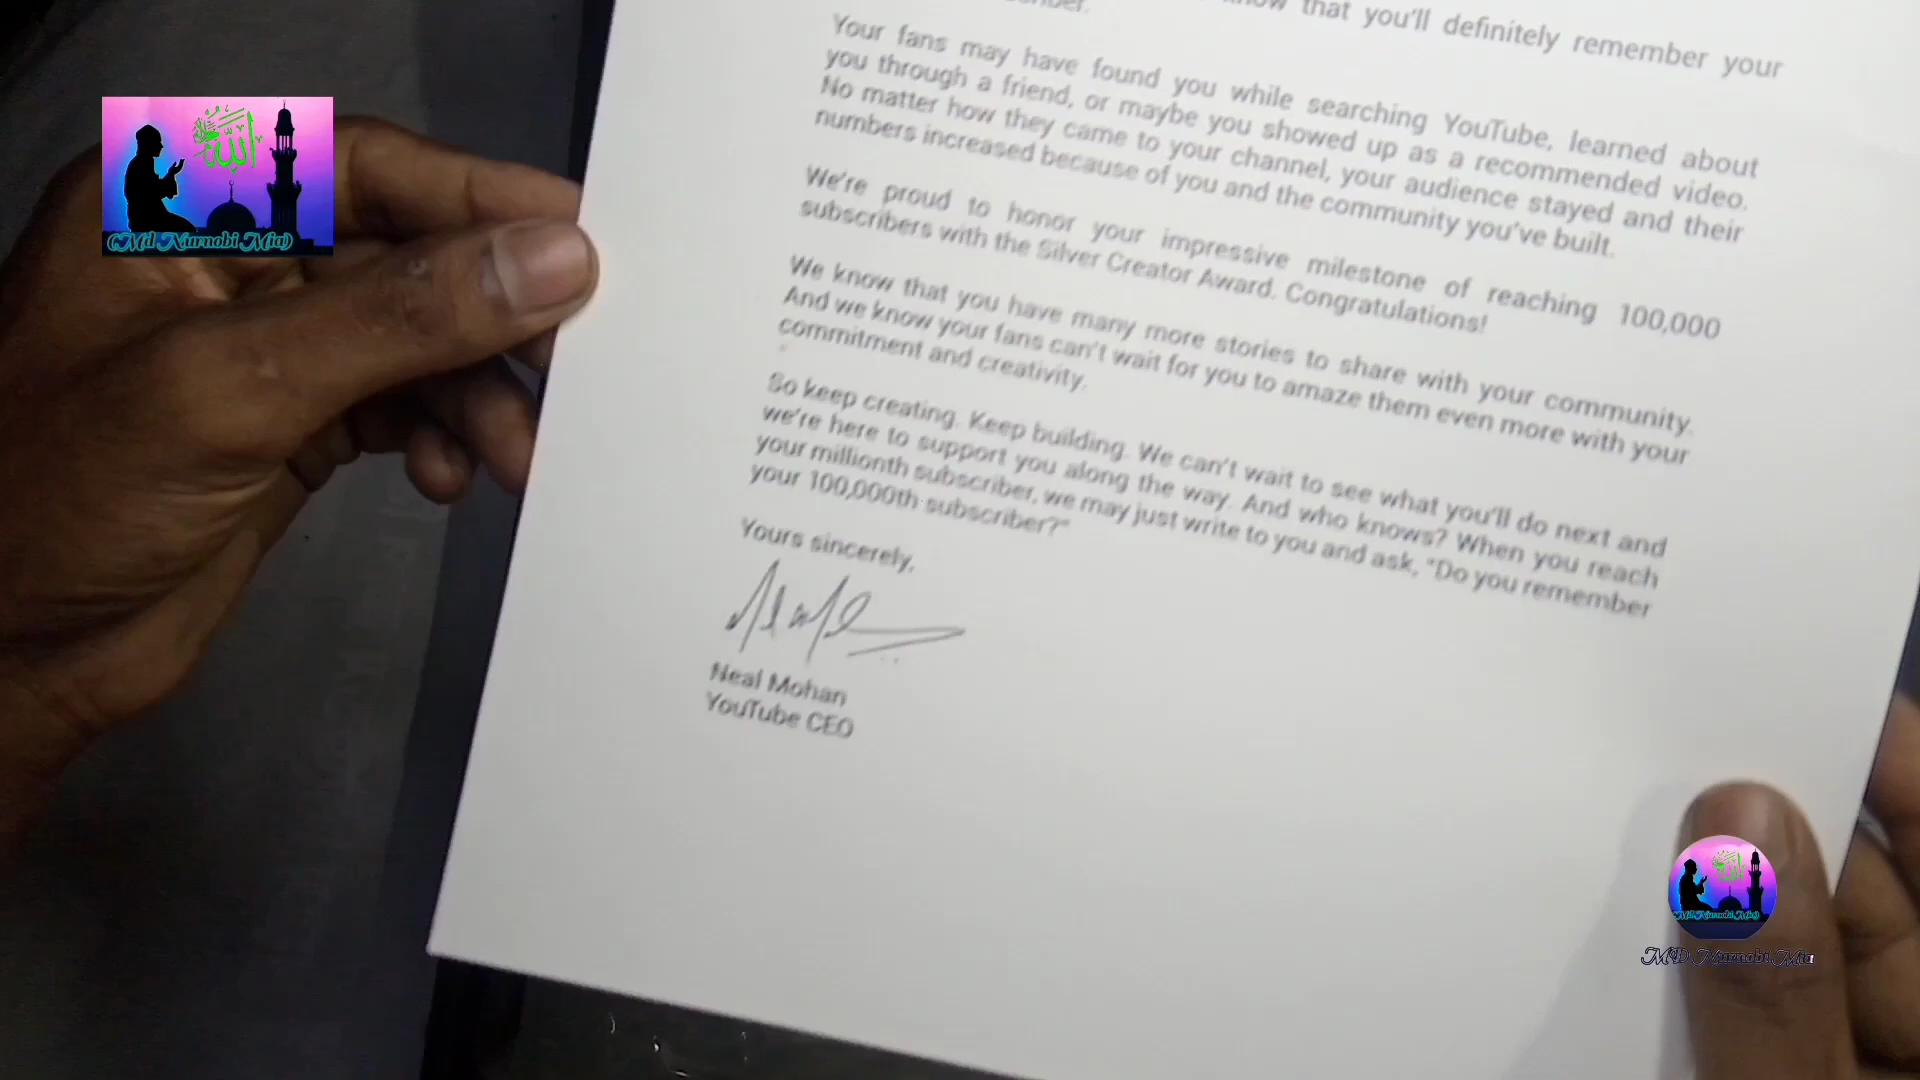 that you'll definitely remember your
Your fans may have found you while searching YouTube, learned about
you through a friend, or maybe you showed up as a recommended video.
No matter how they came to your channel, your audience stayed and their
numbers increased because of you and the community you've built.
We're proud to honor your impressive milestone of reaching 100,000
subscribers with the Silver Creator Award. Congratulations!
We know that you have many more stories to share with your community.
And we know your fans can't wait for you to amaze them even more with your
commitment and creativity.
So keep creating. Keep building. We can't wait to see what you'll do next and
we're here to support you along the way. And who knows? When you reach
your millionth subscriber, we may just write to you and ask, "Do you remember
your 100,000th subscriber?"
Yours sincerely,
Neal Mohan
YouTube CEO
الله
(Md Nurnobi Mia)
(Md Nurnobi Mia)
MD Nurnobi Mia